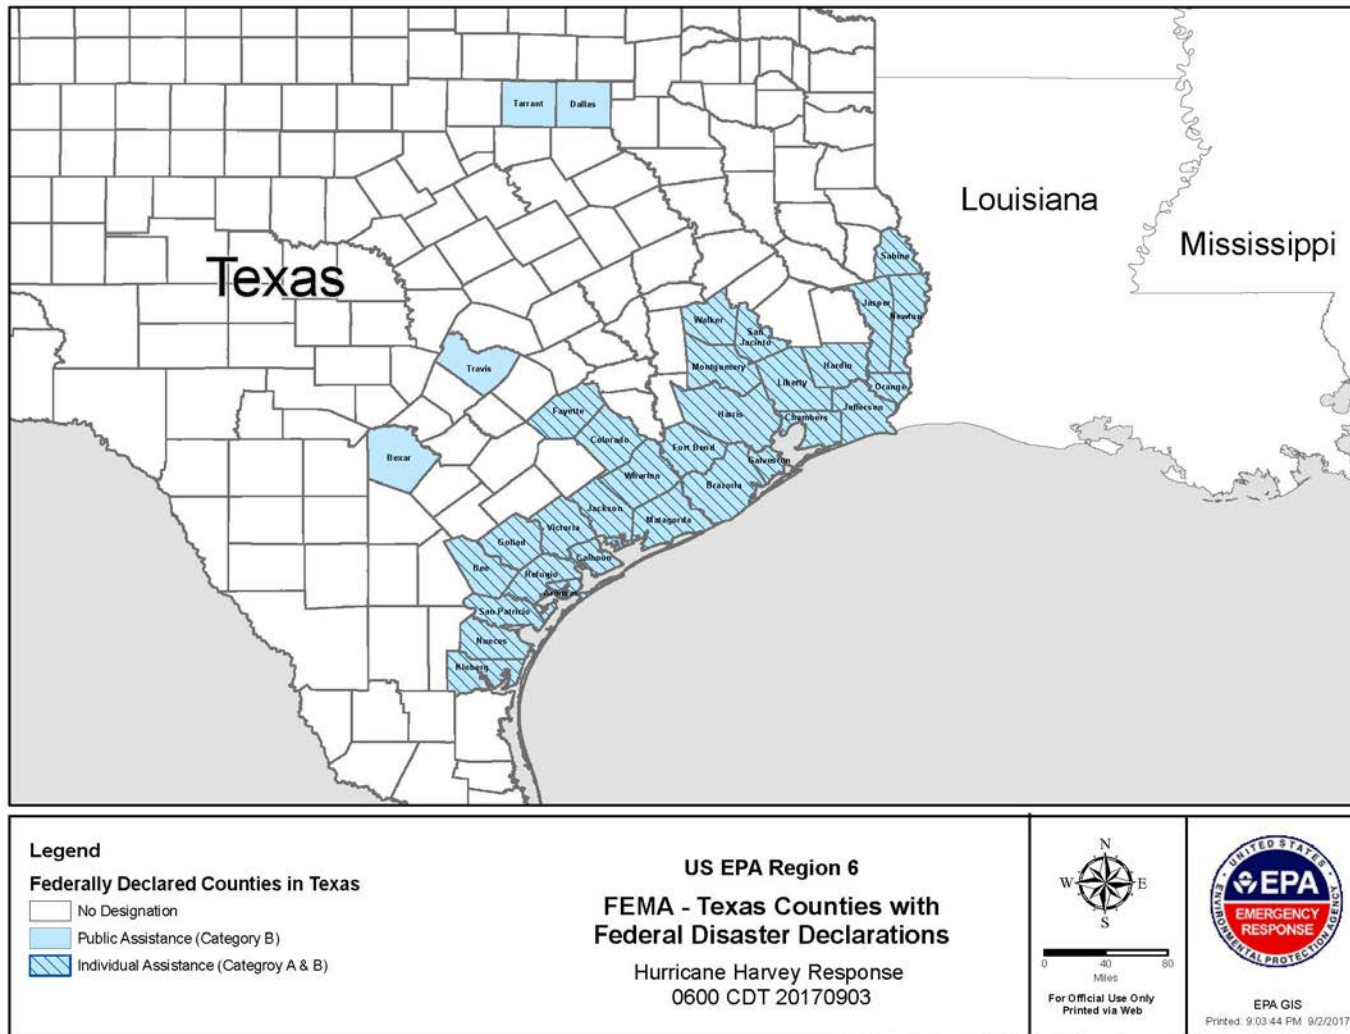 Tarrant
Dallas
Louisiana
Mississippi
Texas
Sabine
Jasper
Newton
Walker
San
Jacinto
Travis
Montgomery
Hardin
Liberty
Orange
Fayette
Harris
Jefferson
Chambers
Colorado
Fort Bend
Bexar
Galveston
Wharton
Brazoria
Jackson
Matagorda
Victoria
Goliad
Calhoun
Bee
Refugio
Aransas
San Patricio
Nueces
Kleberg
Legend
Federally Declared Counties in Texas
No Designation
Public Assistance (Category B)
Individual Assistance (Categroy A & B)
US EPA Region 6
FEMA - Texas Counties with
Federal Disaster Declarations
Hurricane Harvey Response
0600 CDT 20170903
N
W E
S
0 40 80
Miles
For Official Use Only
Printed via Web
UNITED STATES
ENVIRONMENTAL PROTECTION AGENCY
EPA
EMERGENCY
RESPONSE
EPA GIS
Printed: 9:03:44 PM 9/2/2017